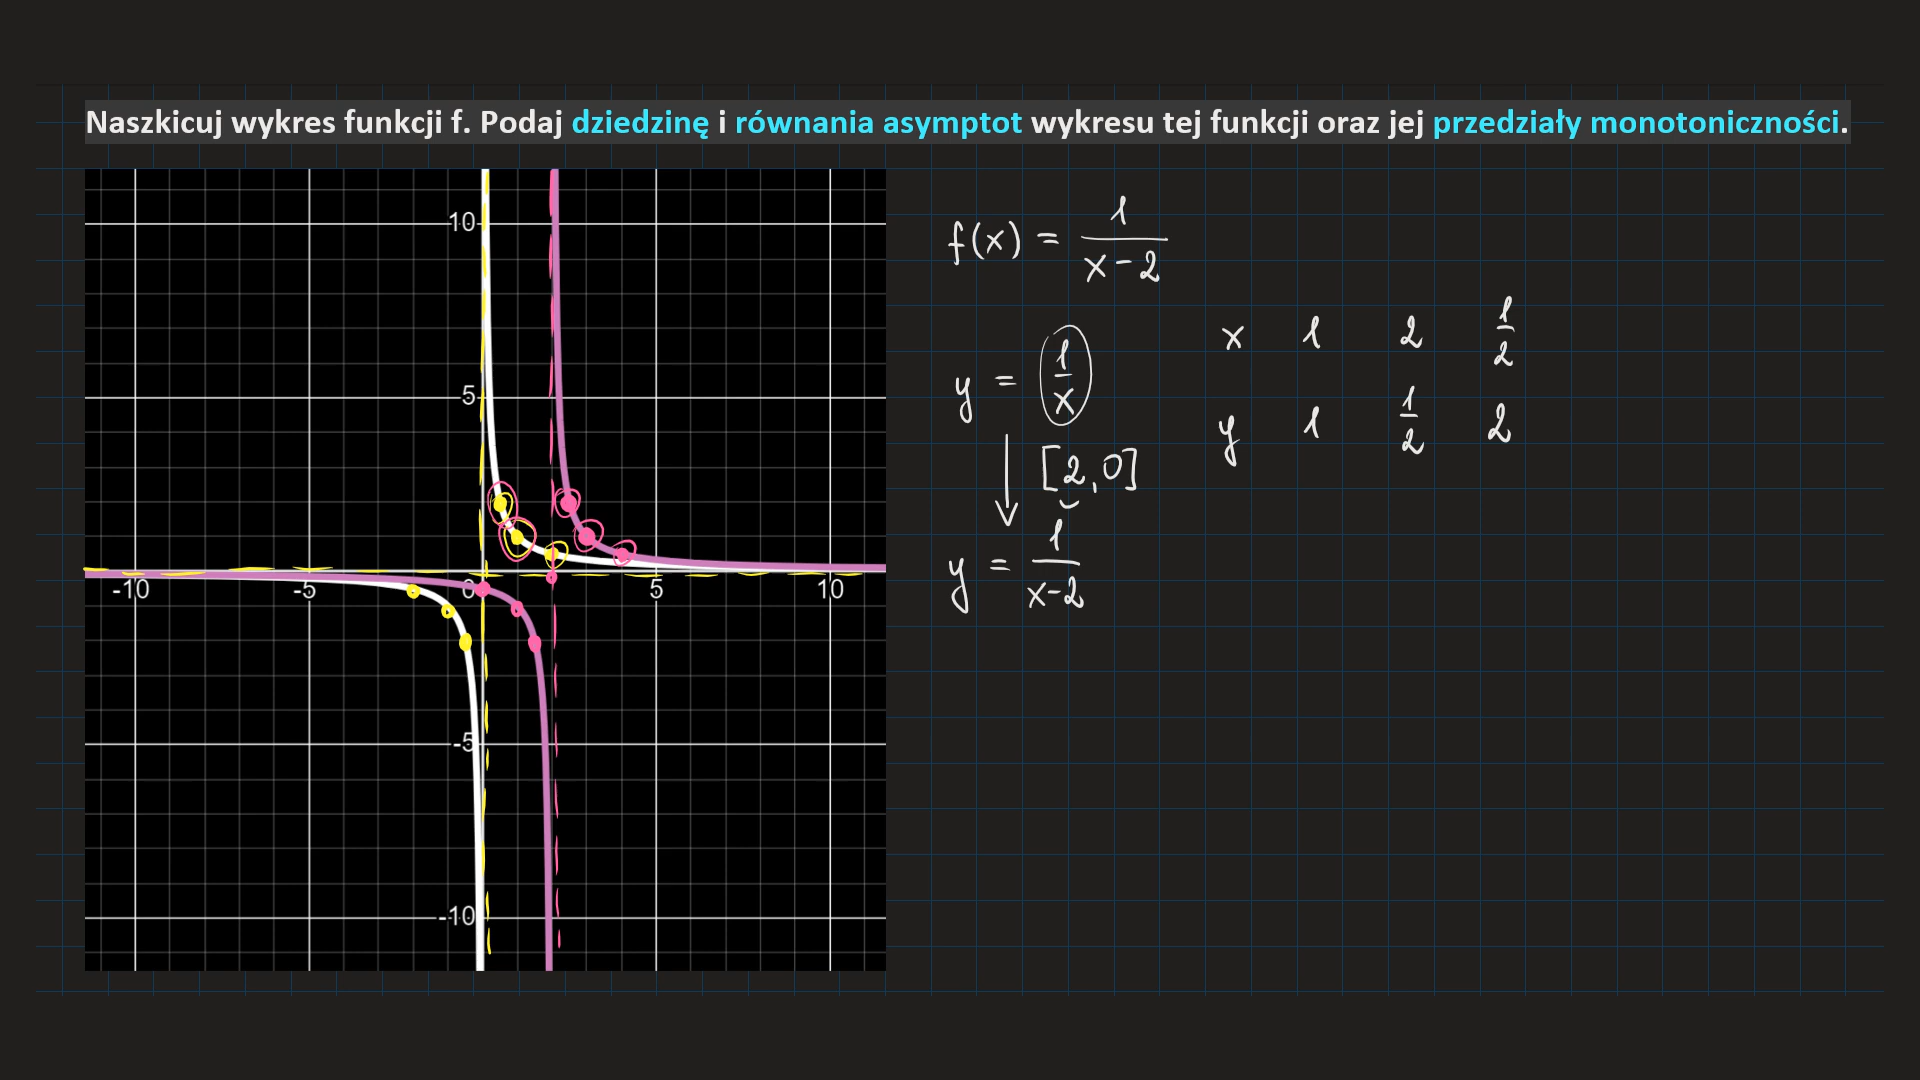 Naszkicuj wykres funkcji f. Podaj dziedzinę i równania asymptot wykresu tej funkcji oraz jej przedziały monotoniczności.
10
5
-10 -5 0 5 10
-5
-10
f(x) = 1/(x-2)
y = 1/x
[2,0]
y = 1/(x-2)
x 1 2 1/2
y 1 1/2 2